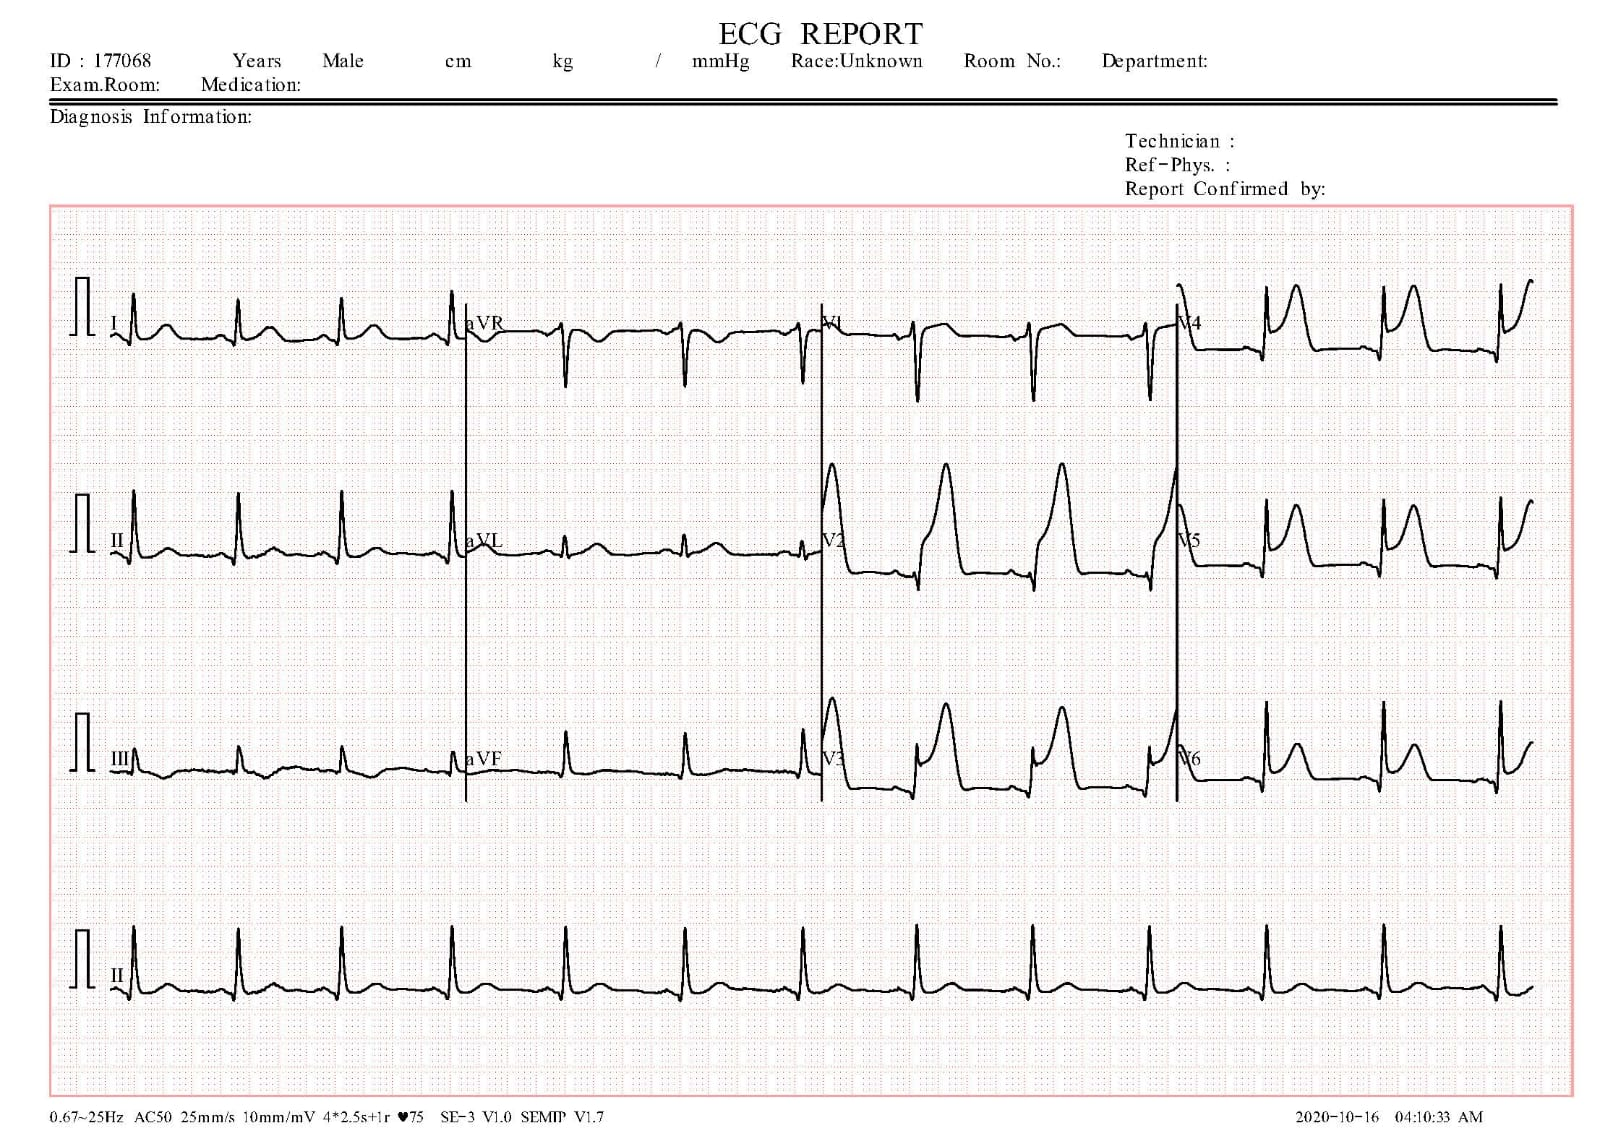 ECG REPORT
ID : 177068 Years Male cm kg / mmHg Race:Unknown Room No.: Department:
Exam.Room: Medication:
Diagnosis Information:
Technician :
Ref-Phys. :
Report Confirmed by:
I aVR V1 V4
II aVL V2 V5
III aVF V3 V6
II
0.67~25Hz AC50 25mm/s 10mm/mV 4*2.5s+1r ♥75 SE-3 V1.0 SEMIP V1.7 2020-10-16 04:10:33 AM